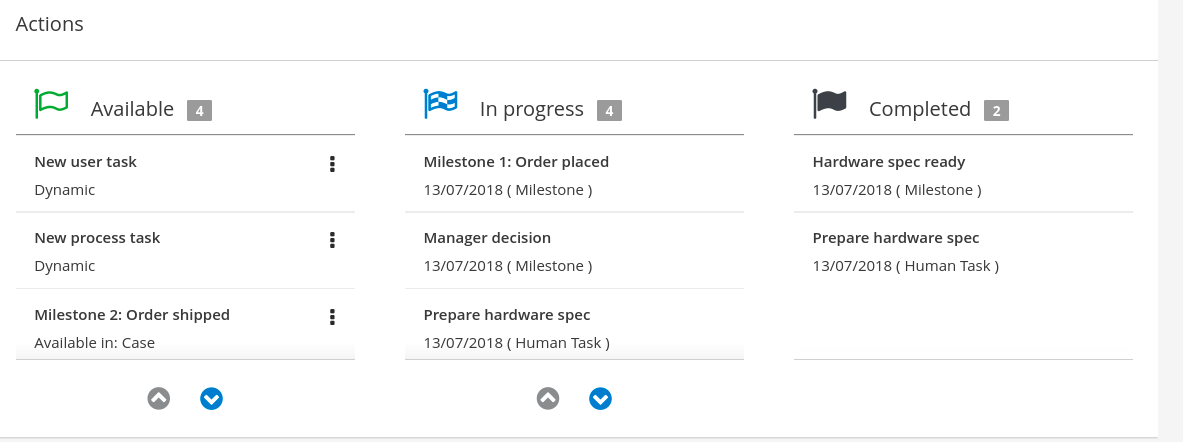 Actions
Available 4
New user task
Dynamic
New process task
Dynamic
Milestone 2: Order shipped
Available in: Case
In progress 4
Milestone 1: Order placed
13/07/2018 ( Milestone )
Manager decision
13/07/2018 ( Milestone )
Prepare hardware spec
13/07/2018 ( Human Task )
Completed 2
Hardware spec ready
13/07/2018 ( Milestone )
Prepare hardware spec
13/07/2018 ( Human Task )